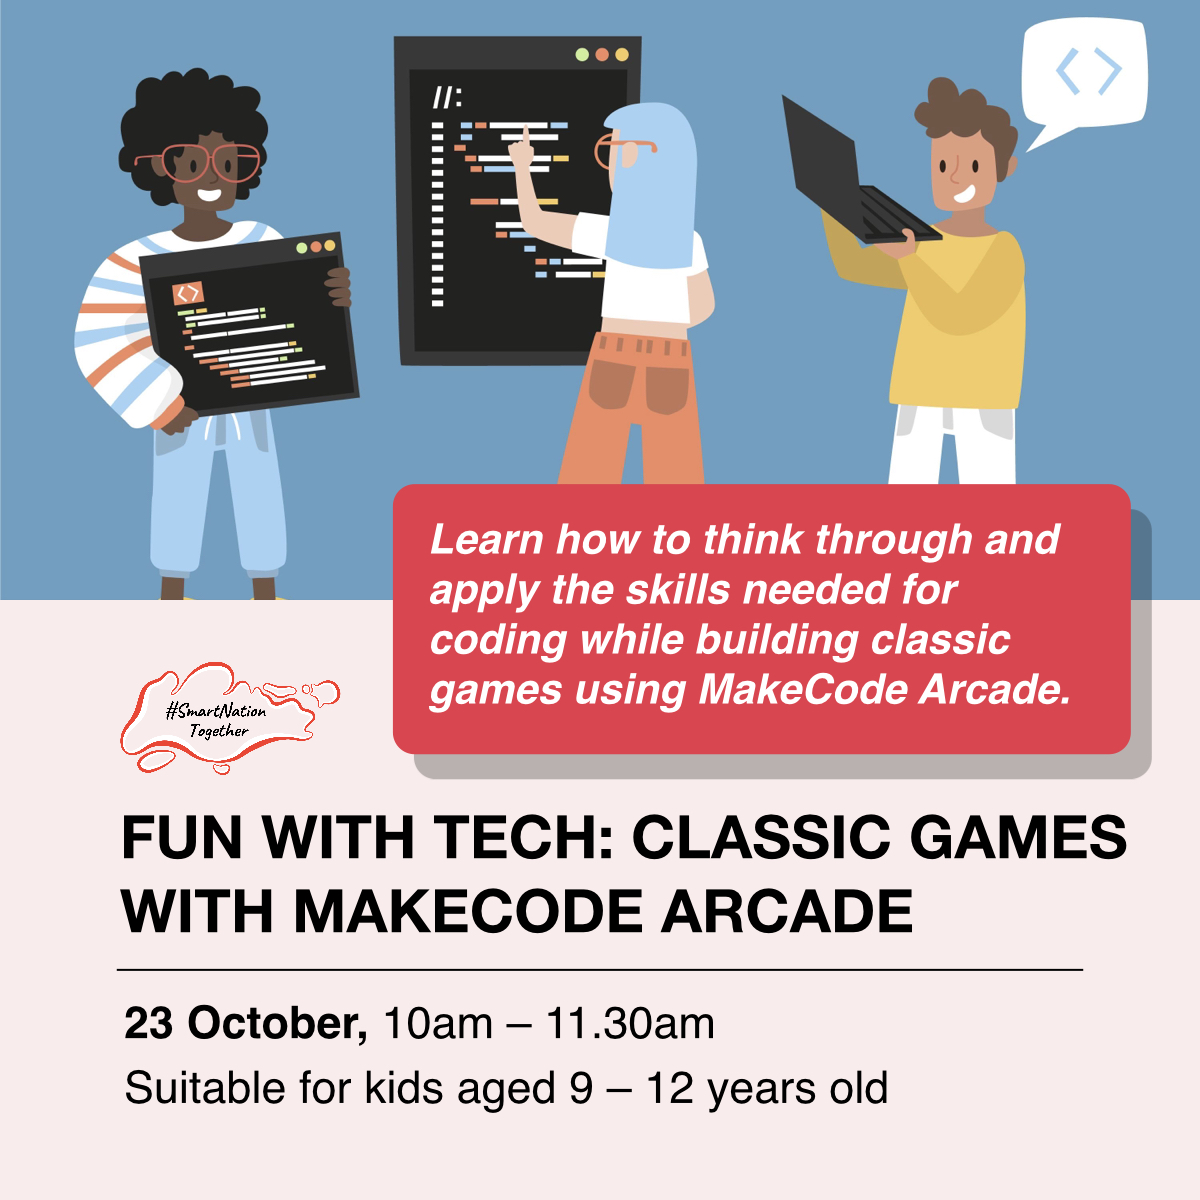 //:
<>
<>
Learn how to think through and
apply the skills needed for
coding while building classic
games using MakeCode Arcade.
#SmartNation
Together
FUN WITH TECH: CLASSIC GAMES
WITH MAKECODE ARCADE
23 October, 10am – 11.30am
Suitable for kids aged 9 – 12 years old